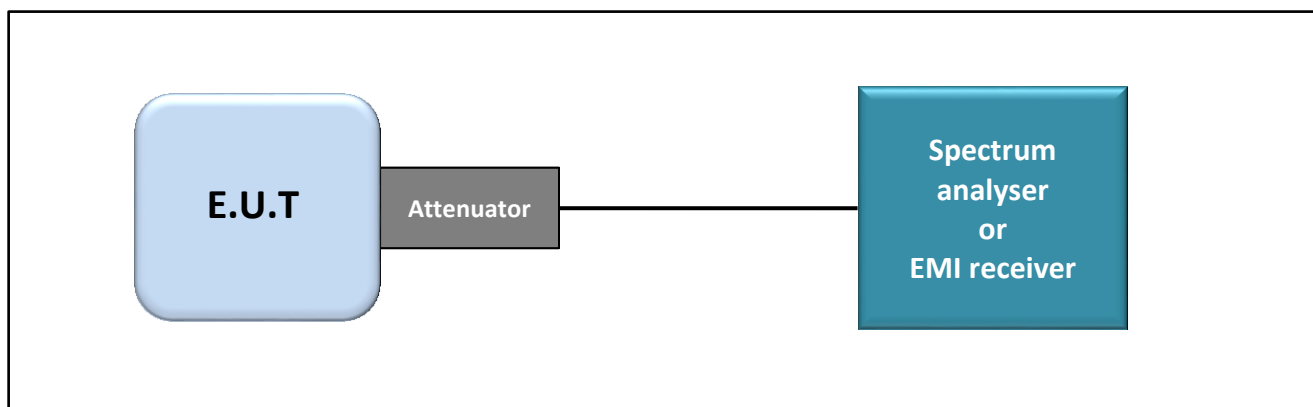 E.U.T
Attenuator
Spectrum
analyser
or
EMI receiver